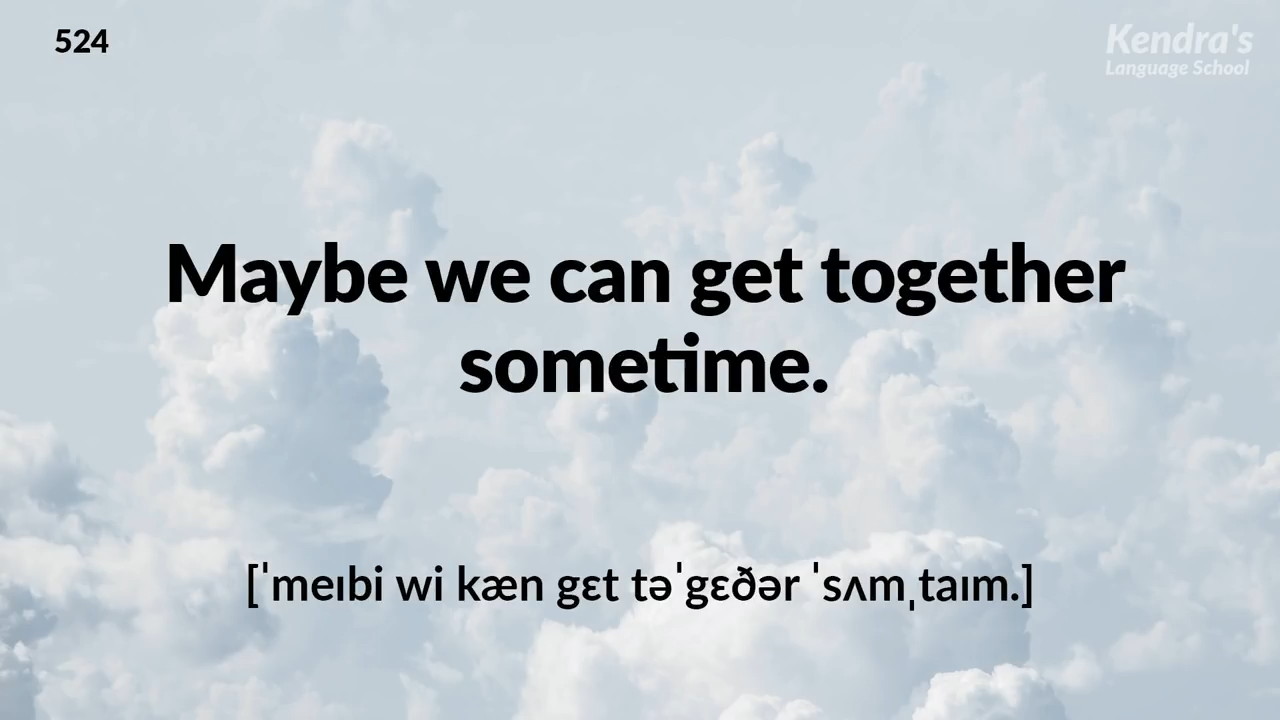 524
Kendra's
Language School
Maybe we can get together
sometime.
[ˈmeɪbi wi kæn gɛt təˈgɛðər ˈsʌmˌtaɪm.]